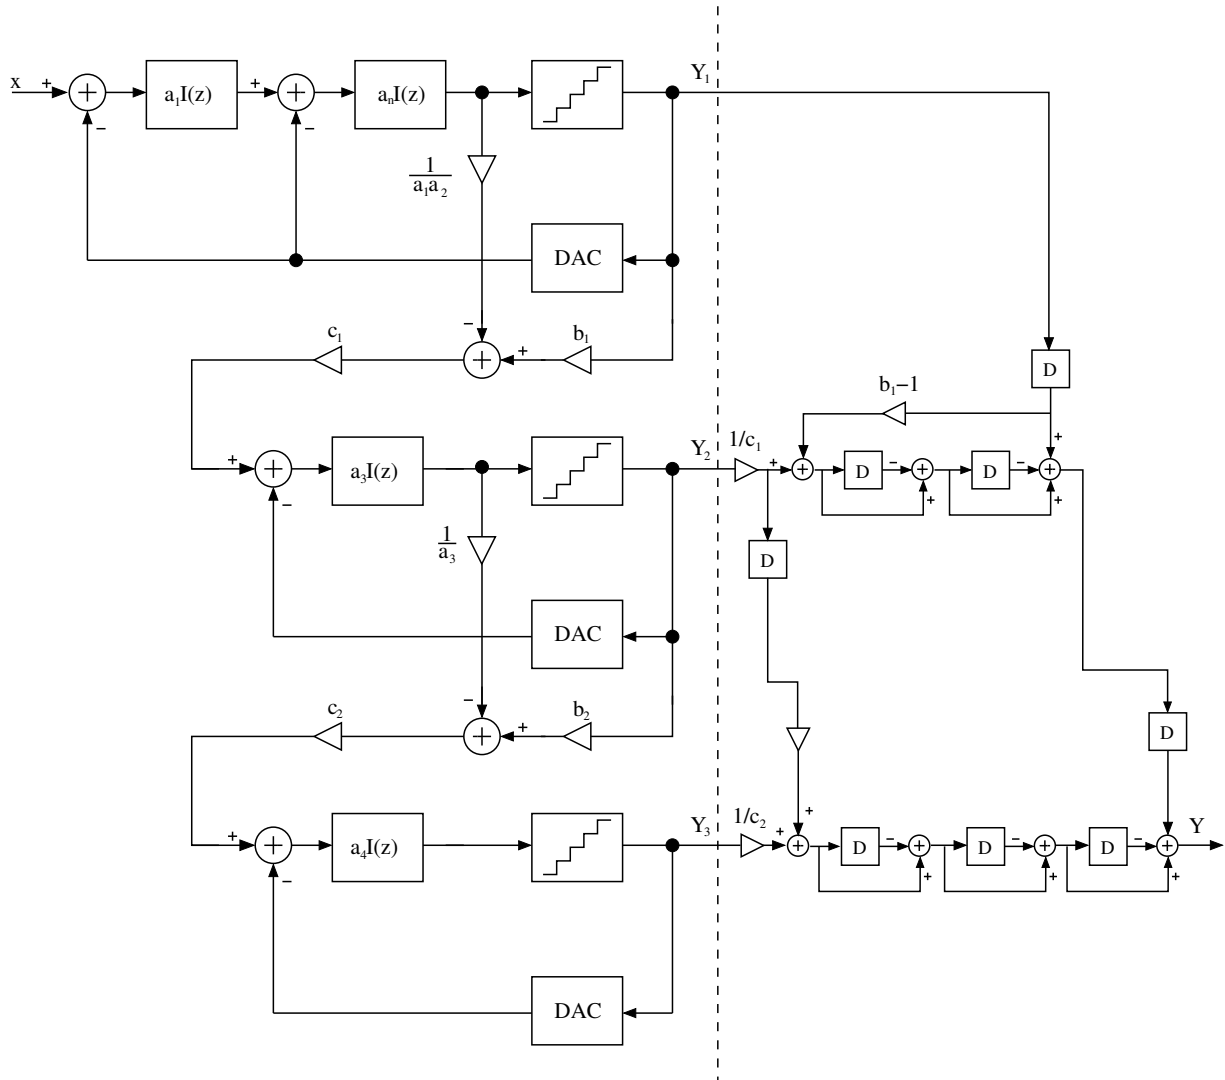 x
+
−
a₁I(z)
+
−
aₙI(z)
Y₁
1
a₁a₂
DAC
−
c₁
+
b₁
D
b₁−1
+
+
−
a₃I(z)
Y₂
1/c₁
+
D
−
+
D
−
+
1
a₃
D
DAC
−
c₂
+
b₂
D
+
−
a₄I(z)
Y₃
1/c₂
+
+
D
−
+
D
−
+
D
−
+
Y
DAC